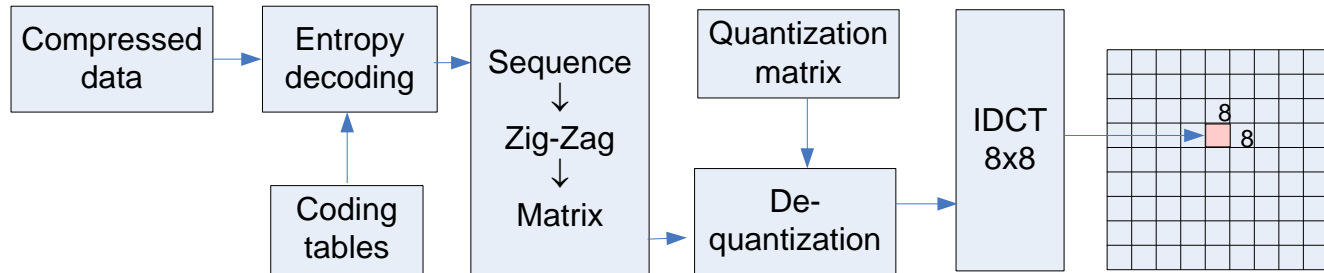 Compressed
data
Entropy
decoding
Coding
tables
Sequence
↓
Zig-Zag
↓
Matrix
Quantization
matrix
De-
quantization
IDCT
8x8
8
8